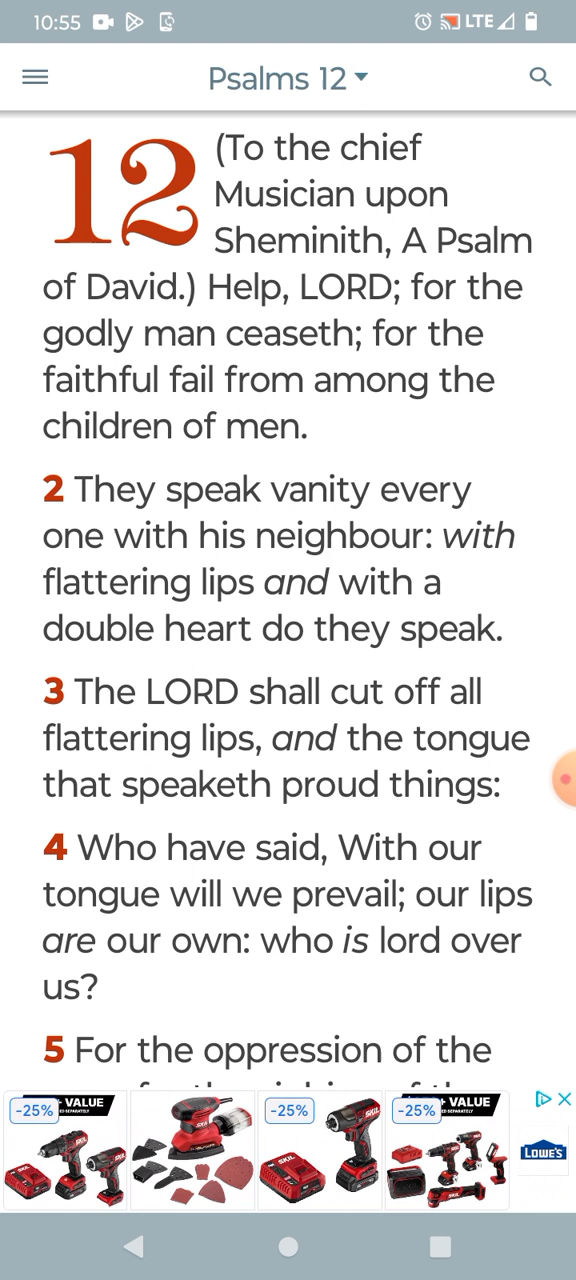 10:55
LTE
Psalms 12
12 (To the chief
Musician upon
Sheminith, A Psalm
of David.) Help, LORD; for the
godly man ceaseth; for the
faithful fail from among the
children of men.
2 They speak vanity every
one with his neighbour: with
flattering lips and with a
double heart do they speak.
3 The LORD shall cut off all
flattering lips, and the tongue
that speaketh proud things:
4 Who have said, With our
tongue will we prevail; our lips
are our own: who is lord over
us?
5 For the oppression of the
-25%
VALUE
-25%
SKIL
-25%
VALUE
LOWE'S